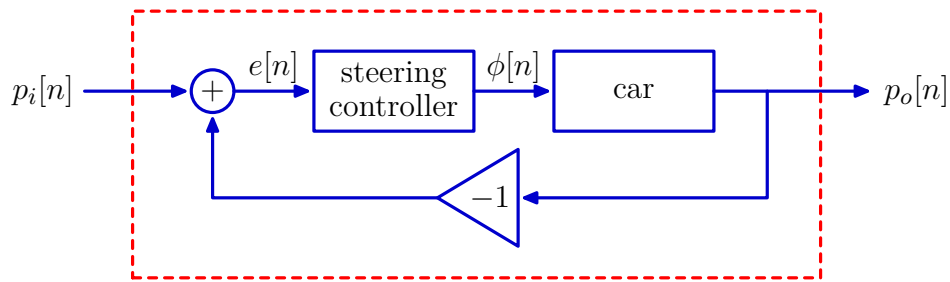 p_i[n]
+
e[n]
steering
controller
ϕ[n]
car
p_o[n]
−1